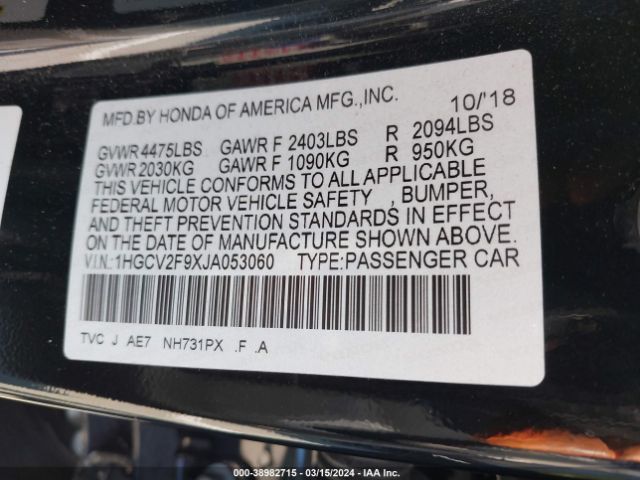 MFD.BY HONDA OF AMERICA MFG.,INC. 10/'18
GVWR 4475LBS GAWR F 2403LBS R 2094LBS
GVWR 2030KG GAWR F 1090KG R 950KG
THIS VEHICLE CONFORMS TO ALL APPLICABLE
FEDERAL MOTOR VEHICLE SAFETY , BUMPER,
AND THEFT PREVENTION STANDARDS IN EFFECT
ON THE DATE OF MANUFACTURE SHOWN ABOVE.
V.I.N.:1HGCV2F9XJA053060 TYPE:PASSENGER CAR
TVC J AE7 NH731PX .F .A
000-38982715 - 03/15/2024 - IAA Inc.